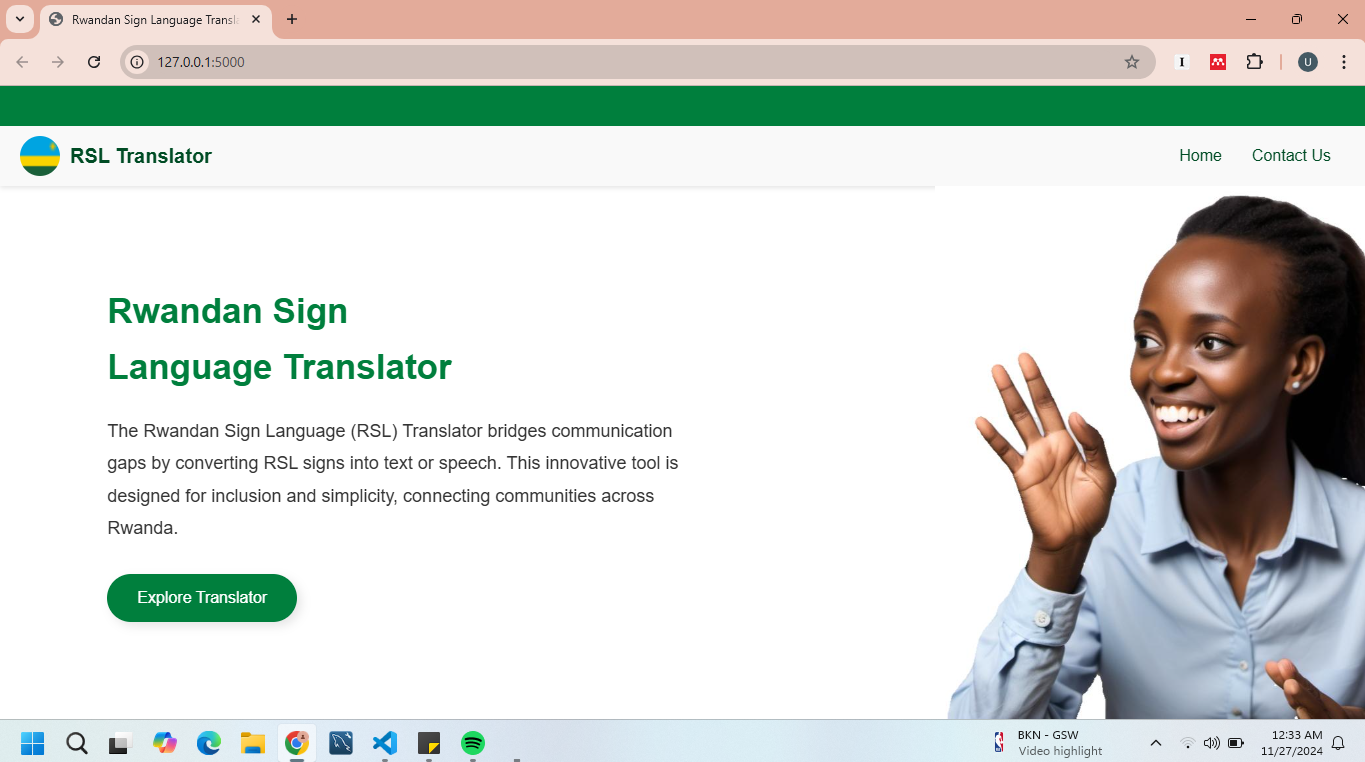 Rwandan Sign Language Transla
127.0.0.1:5000
I
U
RSL Translator
Home
Contact Us
Rwandan Sign
Language Translator
The Rwandan Sign Language (RSL) Translator bridges communication
gaps by converting RSL signs into text or speech. This innovative tool is
designed for inclusion and simplicity, connecting communities across
Rwanda.
Explore Translator
BKN - GSW
Video highlight
12:33 AM
11/27/2024